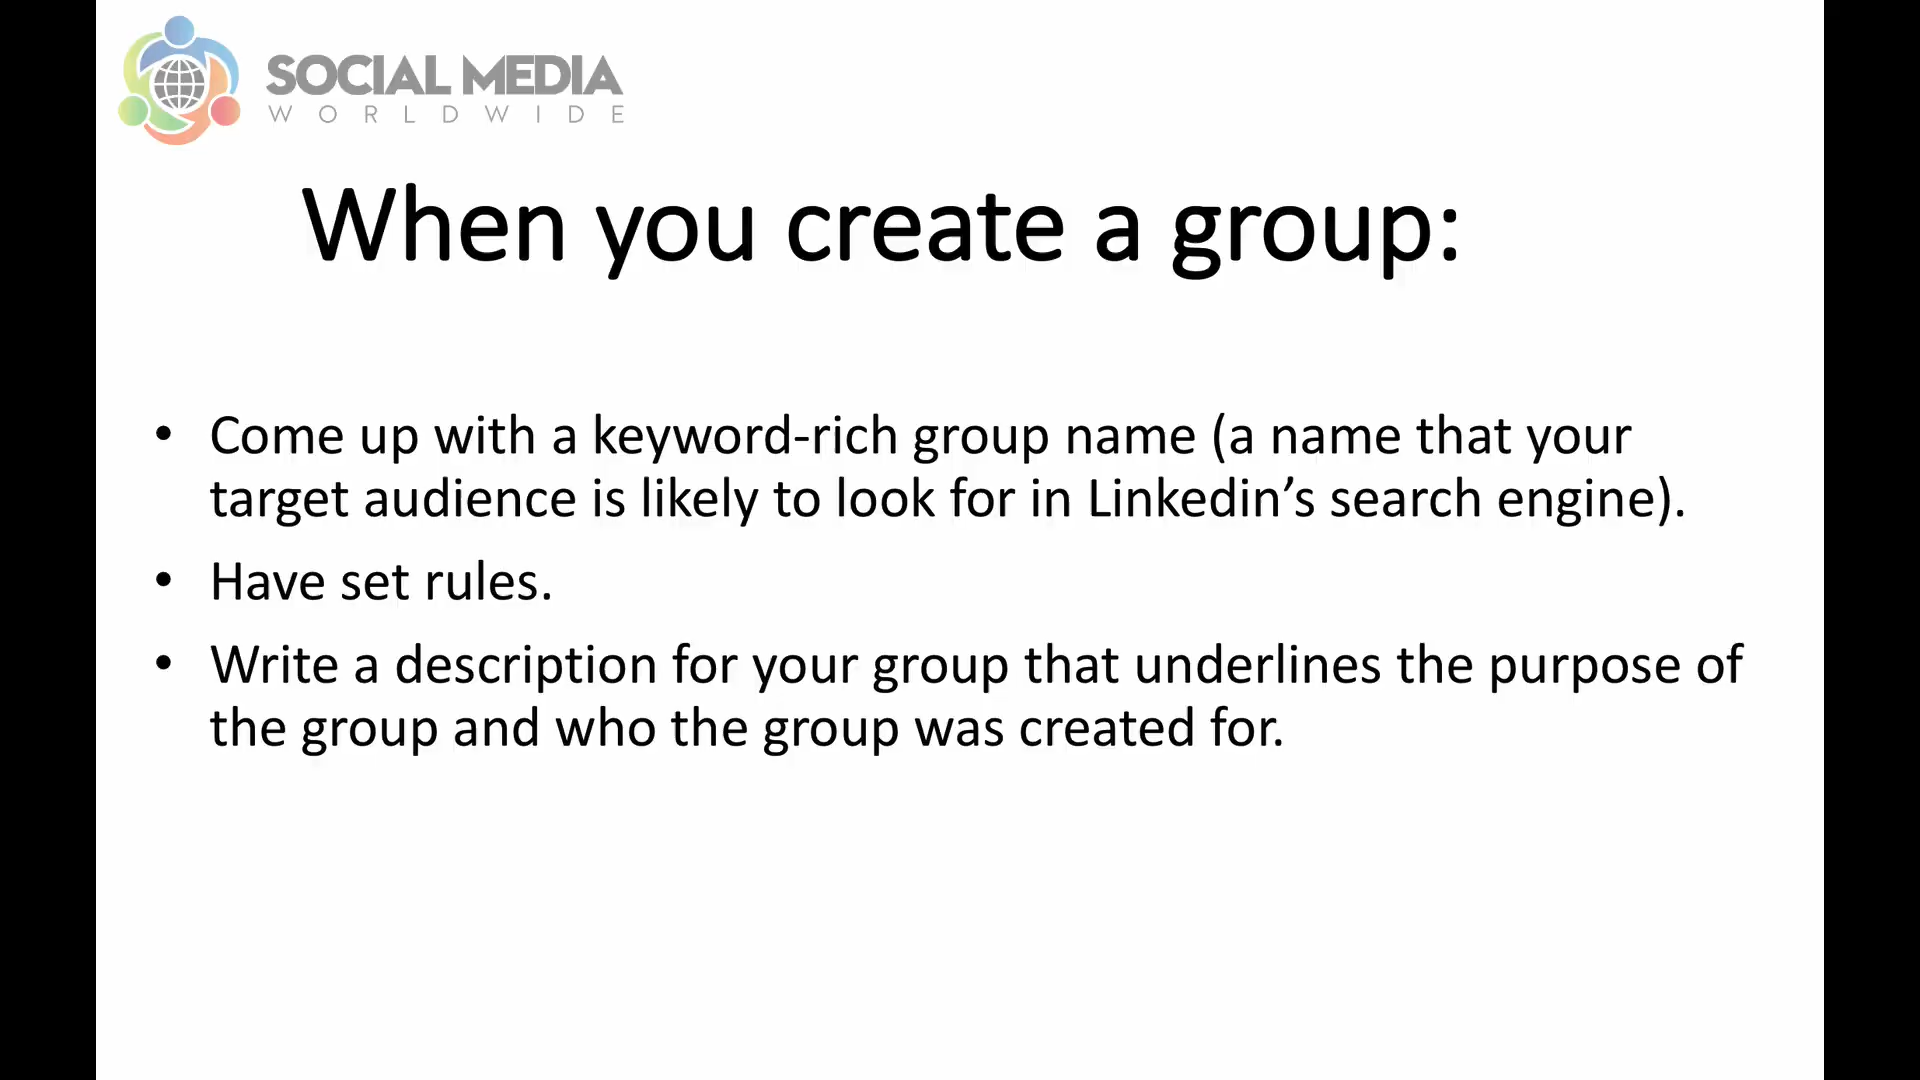 SOCIAL MEDIA
WORLDWIDE
When you create a group:
• Come up with a keyword-rich group name (a name that your
target audience is likely to look for in Linkedin’s search engine).
• Have set rules.
• Write a description for your group that underlines the purpose of
the group and who the group was created for.